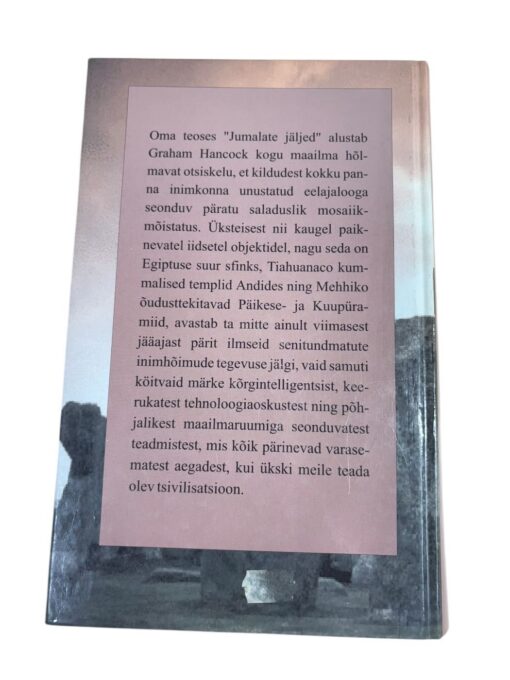 Oma teoses "Jumalate jäljed" alustab
Graham Hancock kogu maailma hõl-
mavat otsiskelu, et kildudest kokku pan-
na inimkonna unustatud eelajalooga
seonduv päratu saladuslik mosaiik-
mõistatus. Üksteisest nii kaugel paik-
nevatel iidsetel objektidel, nagu seda on
Egiptuse suur sfinks, Tiahuanaco kum-
malised templid Andides ning Mehhiko
õudusttekitavad Päikese- ja Kuupüra-
miid, avastab ta mitte ainult viimasest
jääajast pärit ilmseid senitundmatute
inimhõimude tegevuse jälgi, vaid samuti
köitvaid märke kõrgintelligentsist, kee-
rukatest tehnoloogiaoskustest ning põh-
jalikest maailmaruumiga seonduvatest
teadmistest, mis kõik pärinevad varase-
matest aegadest, kui ükski meile teada
olev tsivilisatsioon.